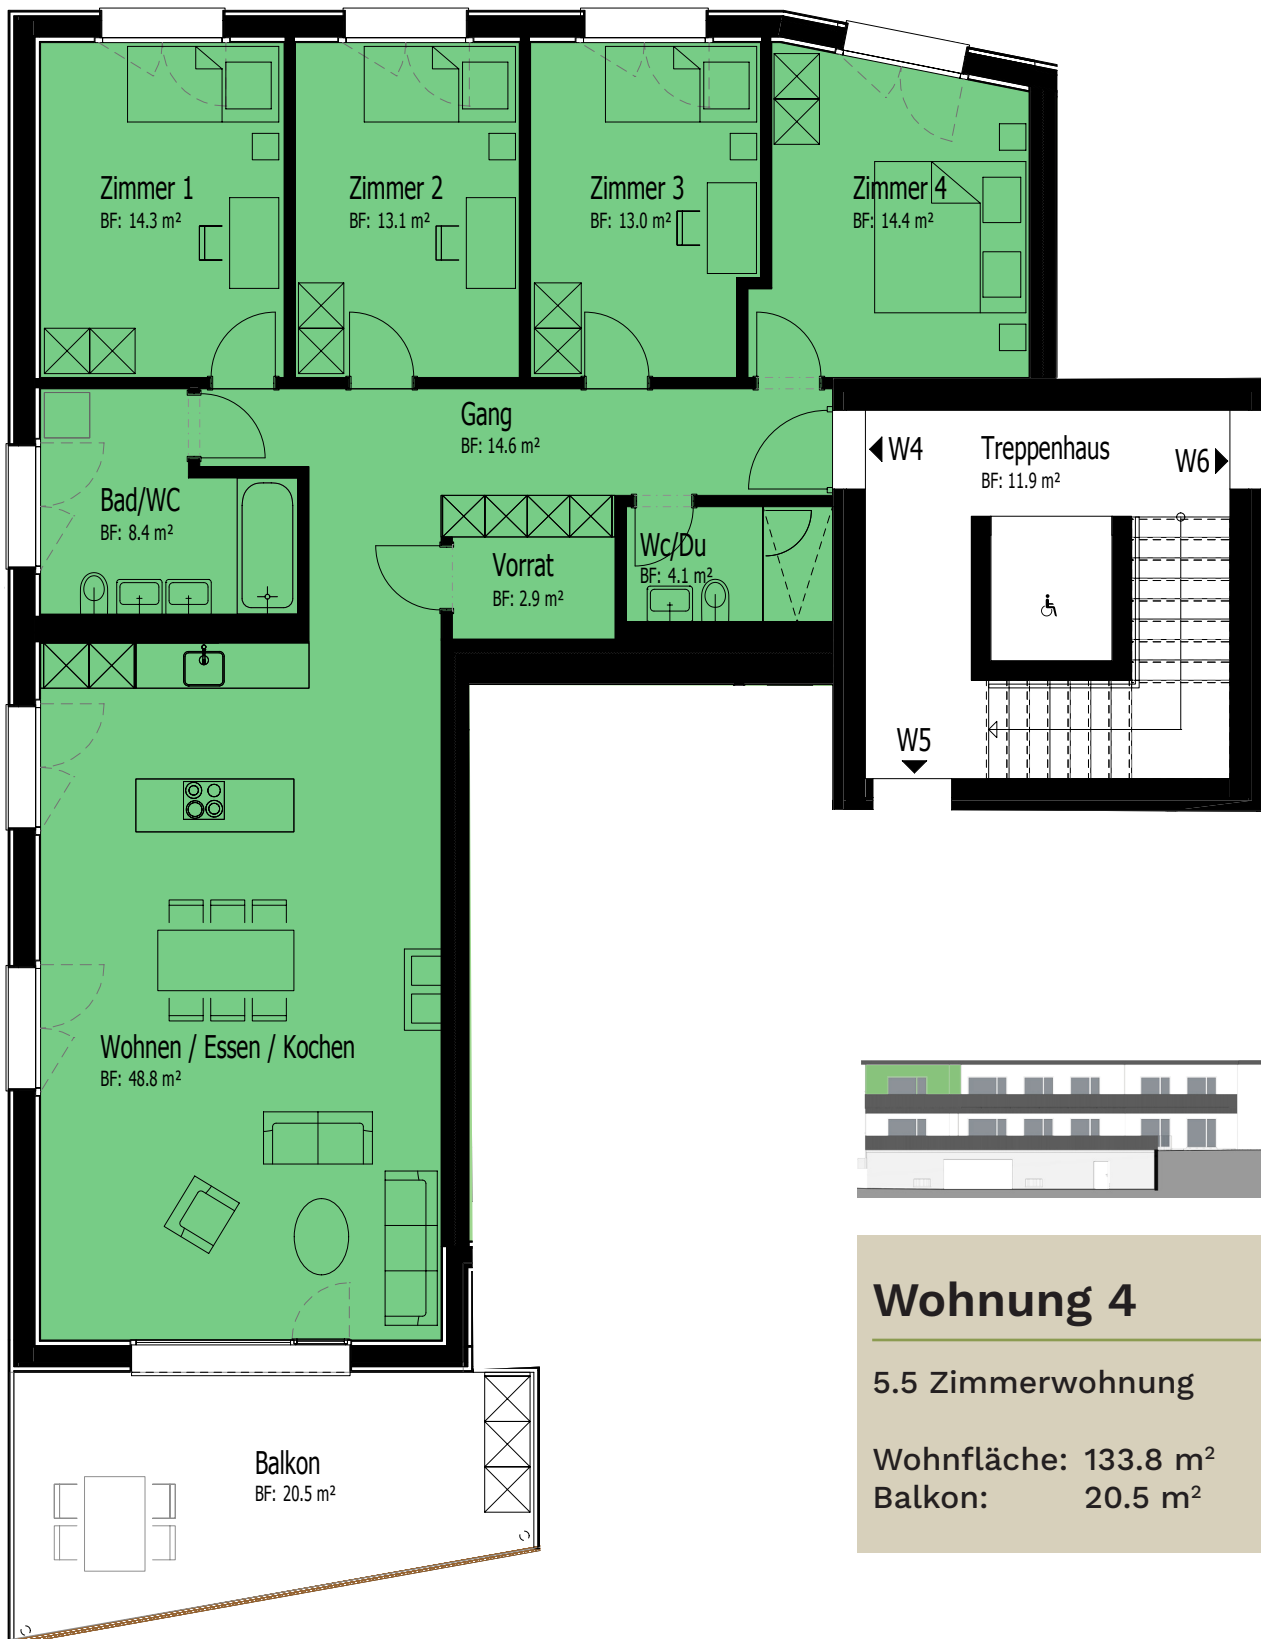 Zimmer 1
BF: 14.3 m²
Zimmer 2
BF: 13.1 m²
Zimmer 3
BF: 13.0 m²
Zimmer 4
BF: 14.4 m²
Gang
BF: 14.6 m²
W4
Treppenhaus
BF: 11.9 m²
W6
Bad/WC
BF: 8.4 m²
Vorrat
BF: 2.9 m²
Wc/Du
BF: 4.1 m²
W5
Wohnen / Essen / Kochen
BF: 48.8 m²
Balkon
BF: 20.5 m²
Wohnung 4
5.5 Zimmerwohnung
Wohnfläche: 133.8 m²
Balkon: 20.5 m²